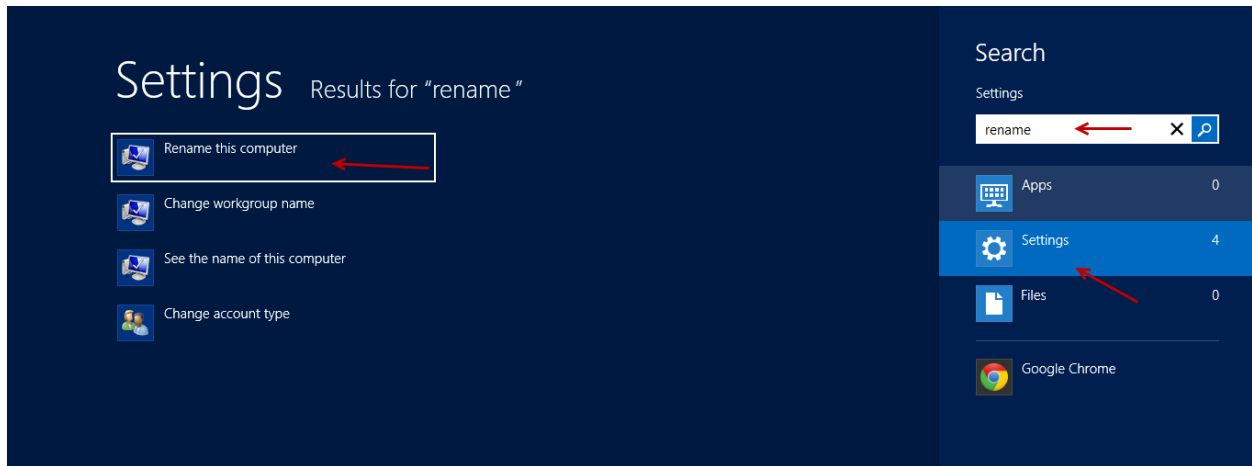 Settings Results for "rename "
Rename this computer
Change workgroup name
See the name of this computer
Change account type
Search
Settings
rename
Apps 0
Settings 4
Files 0
Google Chrome